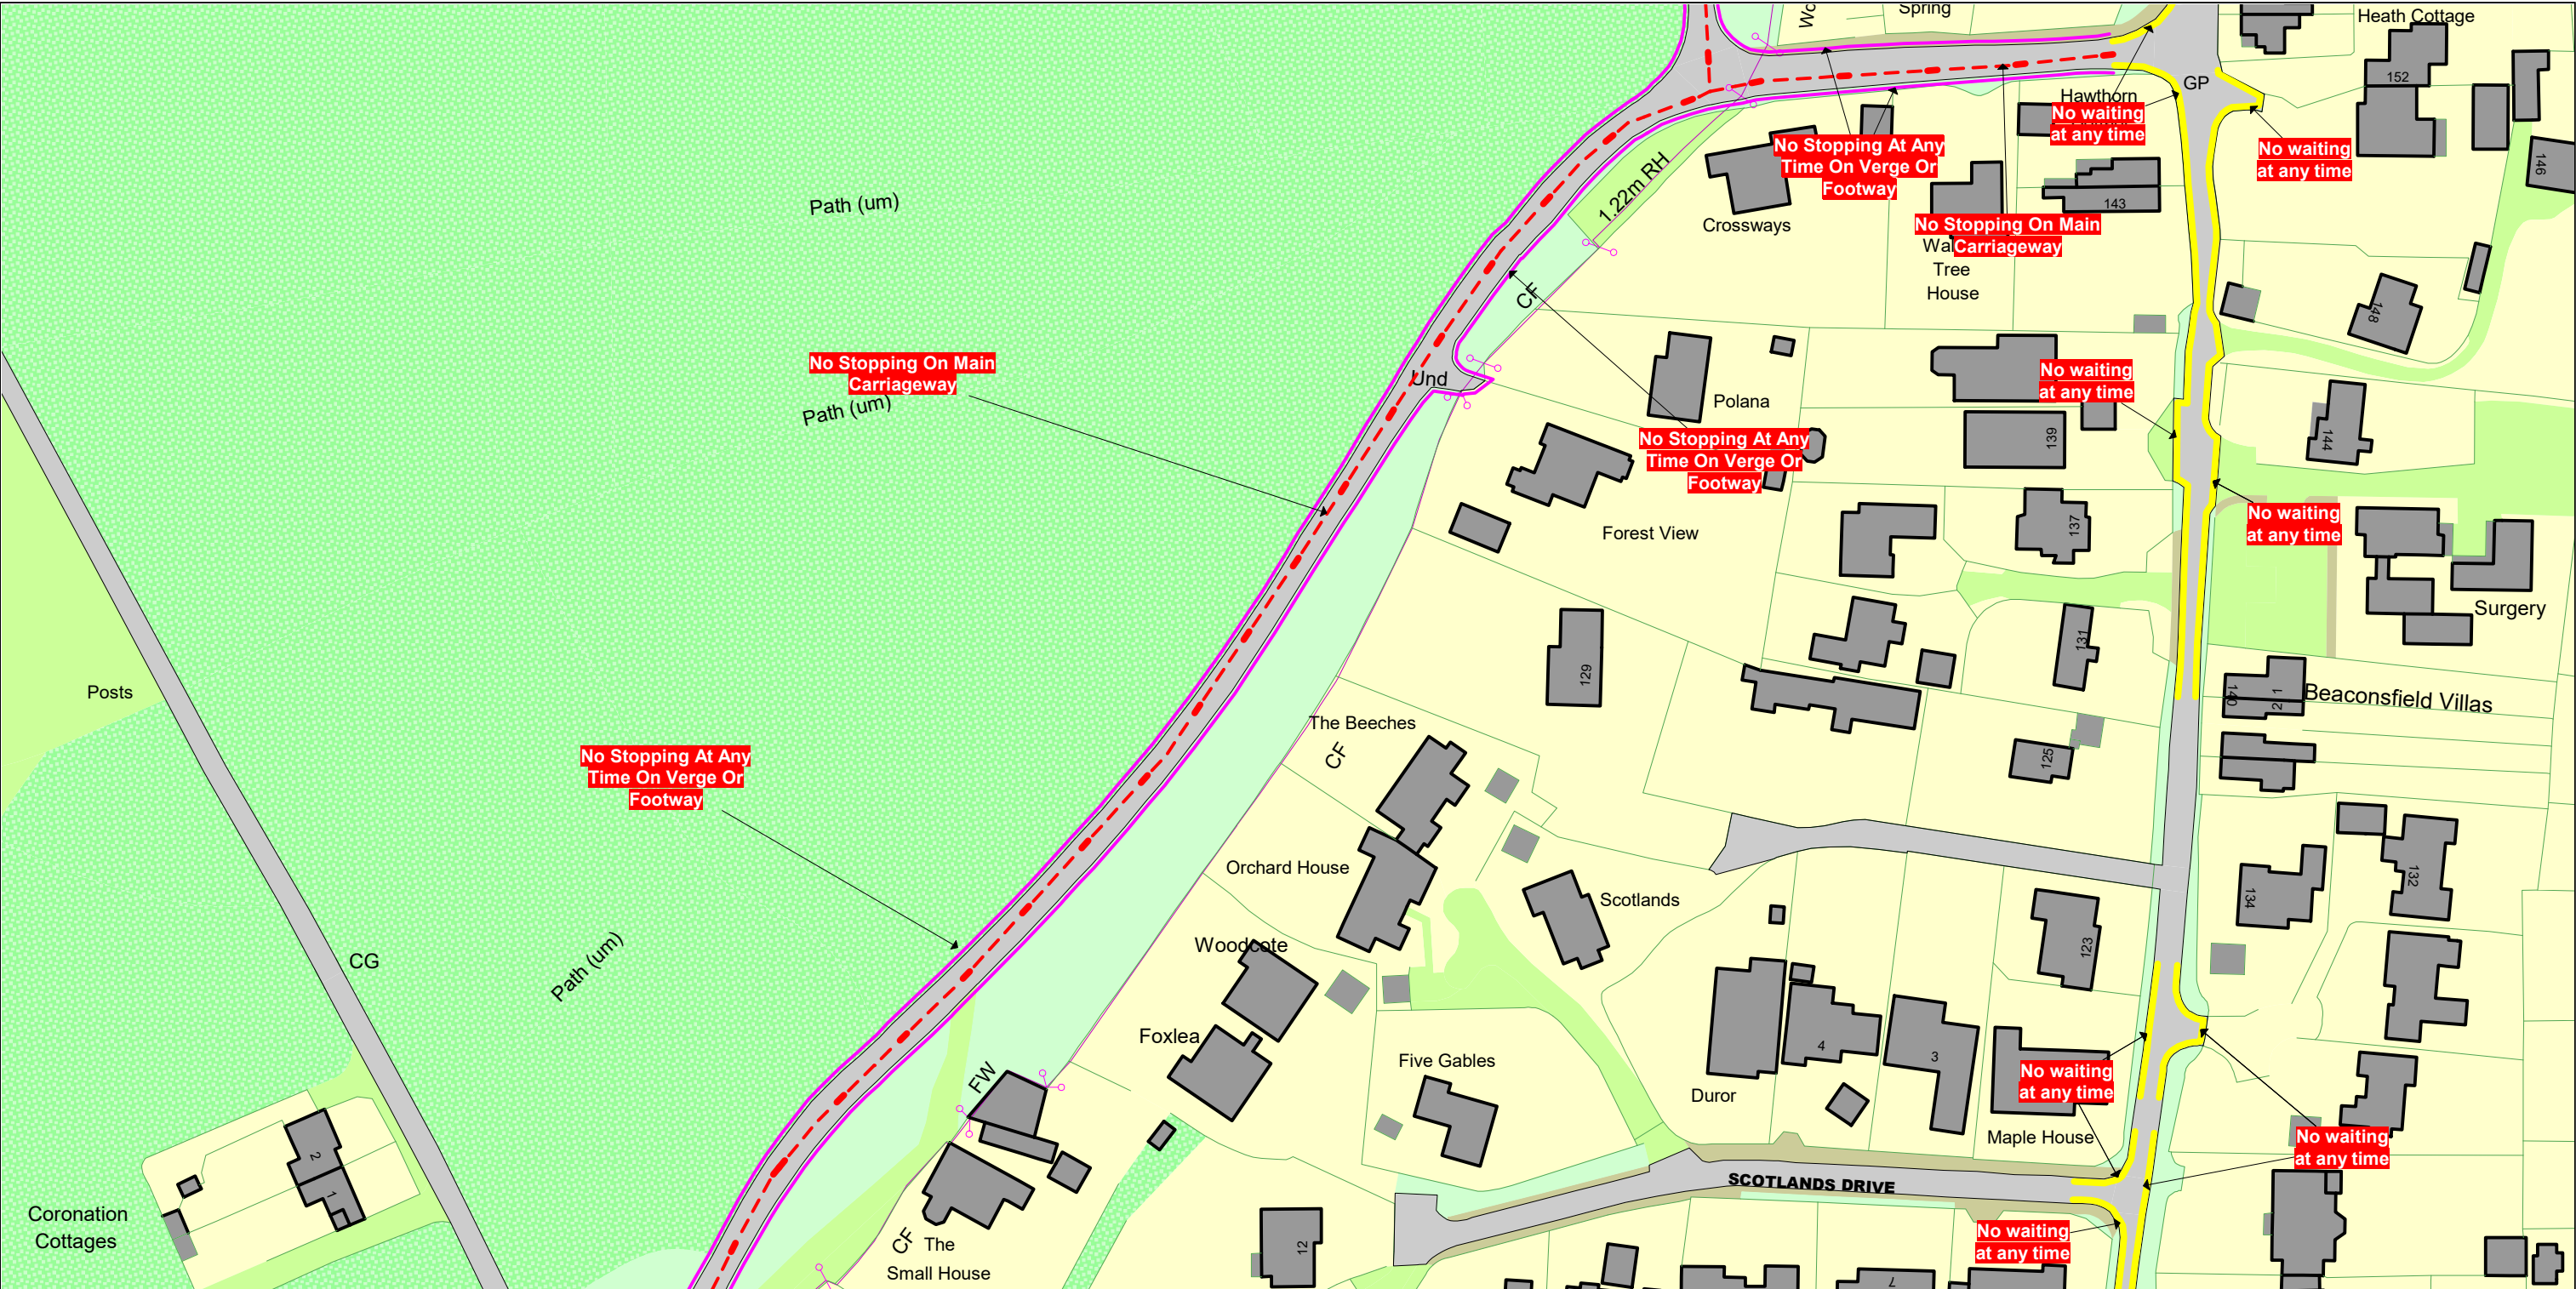 Spring
Heath Cottage
152
GP
Hawthorn
No waiting
at any time
No waiting
at any time
146
No Stopping At Any
Time On Verge Or
Footway
1.22m RH
Path (um)
Crossways
143
No Stopping On Main
Carriageway
Tree
House
CF
148
No Stopping On Main
Carriageway
Path (um)
Und
Polana
No waiting
at any time
139
144
No Stopping At Any
Time On Verge Or
Footway
Forest View
137
No waiting
at any time
Surgery
131
129
Posts
140
1
2
Beaconsfield Villas
The Beeches
CF
125
No Stopping At Any
Time On Verge Or
Footway
Orchard House
Scotlands
132
134
Woodcote
123
CG
Path (um)
Foxlea
Five Gables
4
3
FW
Duror
No waiting
at any time
Maple House
No waiting
at any time
2
1
SCOTLANDS DRIVE
Coronation
Cottages
CF
The
Small House
12
No waiting
at any time
7